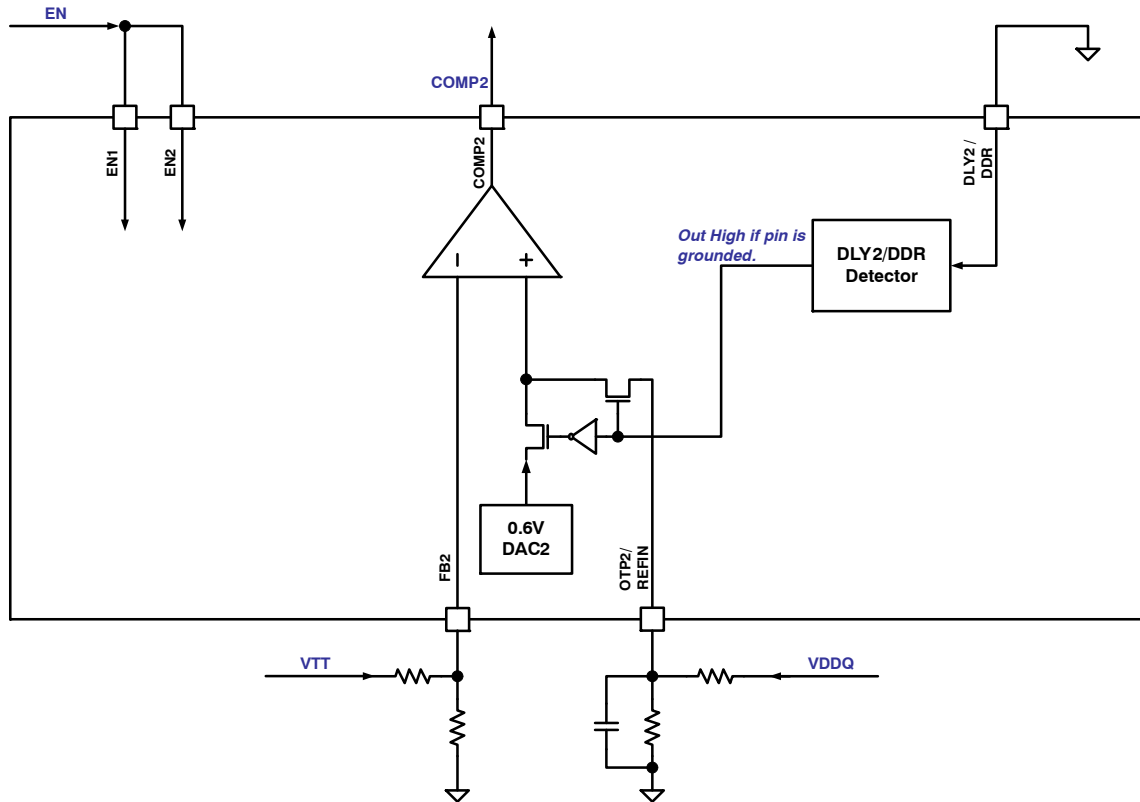 EN
COMP2
EN1
EN2
COMP2
DLY2 /
DDR
Out High if pin is
grounded.
DLY2/DDR
Detector
0.6V
DAC2
FB2
OTP2/
REFIN
VTT
VDDQ